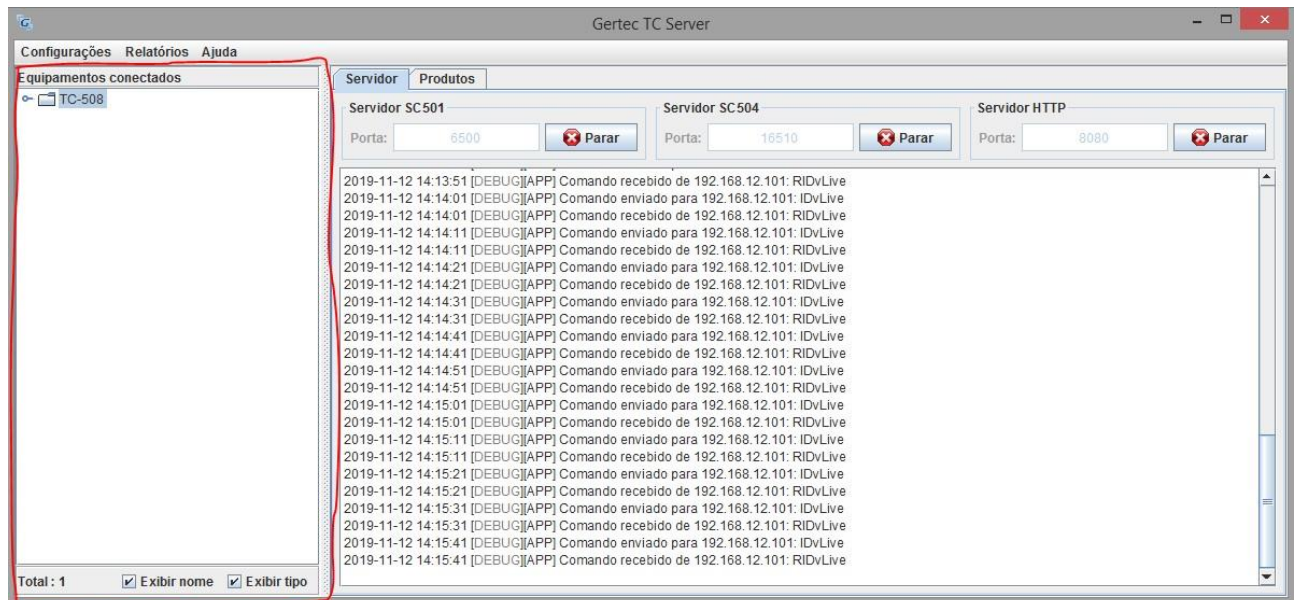 Gertec TC Server
Configurações Relatórios Ajuda
Equipamentos conectados
TC-508
Total : 1 Exibir nome Exibir tipo
Servidor Produtos
Servidor SC501 Servidor SC504 Servidor HTTP
Porta: 6500 Parar Porta: 16510 Parar Porta: 8080 Parar
2019-11-12 14:13:51 [DEBUG][APP] Comando recebido de 192.168.12.101: RIDvLive
2019-11-12 14:14:01 [DEBUG][APP] Comando enviado para 192.168.12.101: IDvLive
2019-11-12 14:14:01 [DEBUG][APP] Comando recebido de 192.168.12.101: RIDvLive
2019-11-12 14:14:11 [DEBUG][APP] Comando enviado para 192.168.12.101: IDvLive
2019-11-12 14:14:11 [DEBUG][APP] Comando recebido de 192.168.12.101: RIDvLive
2019-11-12 14:14:21 [DEBUG][APP] Comando enviado para 192.168.12.101: IDvLive
2019-11-12 14:14:21 [DEBUG][APP] Comando recebido de 192.168.12.101: RIDvLive
2019-11-12 14:14:31 [DEBUG][APP] Comando enviado para 192.168.12.101: IDvLive
2019-11-12 14:14:31 [DEBUG][APP] Comando recebido de 192.168.12.101: RIDvLive
2019-11-12 14:14:41 [DEBUG][APP] Comando enviado para 192.168.12.101: IDvLive
2019-11-12 14:14:41 [DEBUG][APP] Comando recebido de 192.168.12.101: RIDvLive
2019-11-12 14:14:51 [DEBUG][APP] Comando enviado para 192.168.12.101: IDvLive
2019-11-12 14:14:51 [DEBUG][APP] Comando recebido de 192.168.12.101: RIDvLive
2019-11-12 14:15:01 [DEBUG][APP] Comando enviado para 192.168.12.101: IDvLive
2019-11-12 14:15:01 [DEBUG][APP] Comando recebido de 192.168.12.101: RIDvLive
2019-11-12 14:15:11 [DEBUG][APP] Comando enviado para 192.168.12.101: IDvLive
2019-11-12 14:15:11 [DEBUG][APP] Comando recebido de 192.168.12.101: RIDvLive
2019-11-12 14:15:21 [DEBUG][APP] Comando enviado para 192.168.12.101: IDvLive
2019-11-12 14:15:21 [DEBUG][APP] Comando recebido de 192.168.12.101: RIDvLive
2019-11-12 14:15:31 [DEBUG][APP] Comando enviado para 192.168.12.101: IDvLive
2019-11-12 14:15:31 [DEBUG][APP] Comando recebido de 192.168.12.101: RIDvLive
2019-11-12 14:15:41 [DEBUG][APP] Comando enviado para 192.168.12.101: IDvLive
2019-11-12 14:15:41 [DEBUG][APP] Comando recebido de 192.168.12.101: RIDvLive